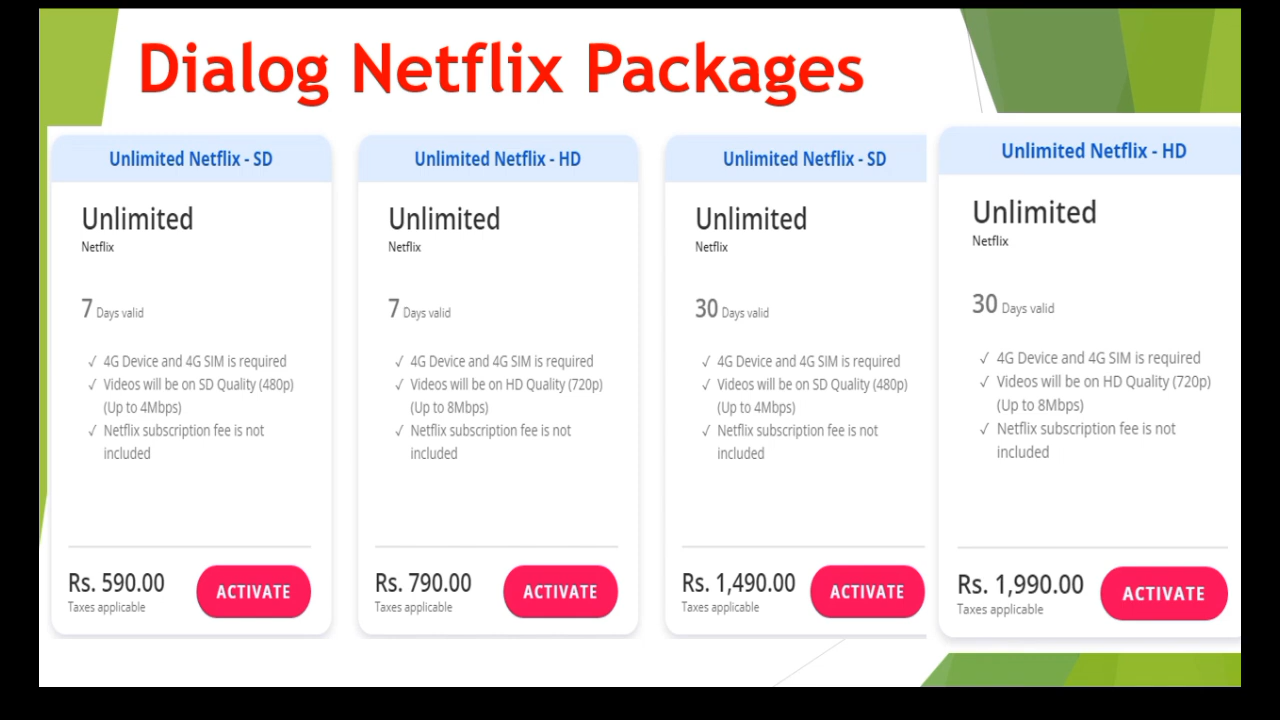 Dialog Netflix Packages
Unlimited Netflix - SD
Unlimited
Netflix
7 Days valid
✓ 4G Device and 4G SIM is required
✓ Videos will be on SD Quality (480p)
(Up to 4Mbps)
✓ Netflix subscription fee is not
included
Rs. 590.00
Taxes applicable
ACTIVATE
Unlimited Netflix - HD
Unlimited
Netflix
7 Days valid
✓ 4G Device and 4G SIM is required
✓ Videos will be on HD Quality (720p)
(Up to 8Mbps)
✓ Netflix subscription fee is not
included
Rs. 790.00
Taxes applicable
ACTIVATE
Unlimited Netflix - SD
Unlimited
Netflix
30 Days valid
✓ 4G Device and 4G SIM is required
✓ Videos will be on SD Quality (480p)
(Up to 4Mbps)
✓ Netflix subscription fee is not
included
Rs. 1,490.00
Taxes applicable
ACTIVATE
Unlimited Netflix - HD
Unlimited
Netflix
30 Days valid
✓ 4G Device and 4G SIM is required
✓ Videos will be on HD Quality (720p)
(Up to 8Mbps)
✓ Netflix subscription fee is not
included
Rs. 1,990.00
Taxes applicable
ACTIVATE